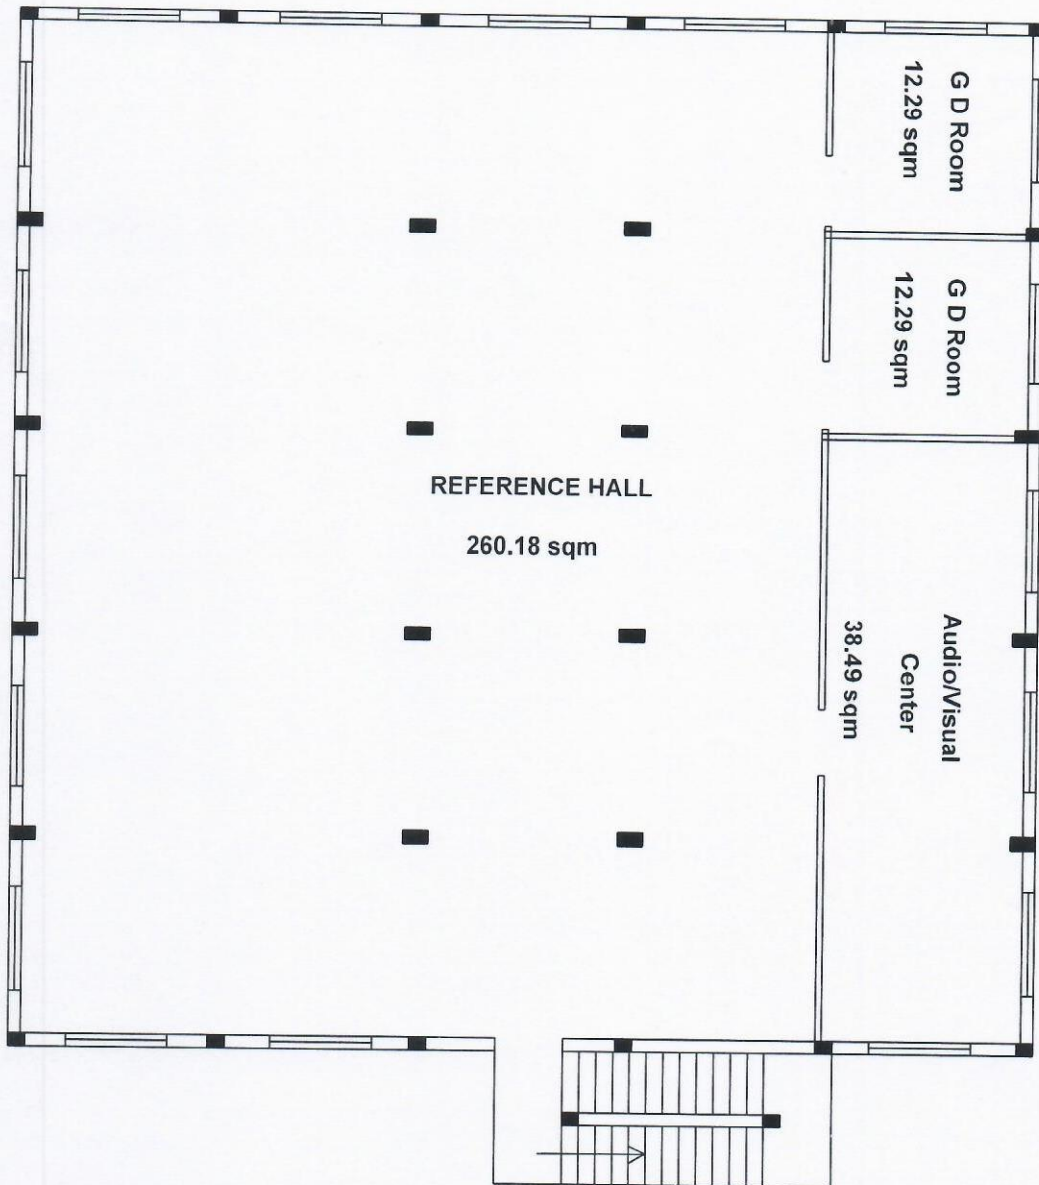 G D Room
12.29 sqm
G D Room
12.29 sqm
REFERENCE HALL
260.18 sqm
Audio/Visual
Center
38.49 sqm